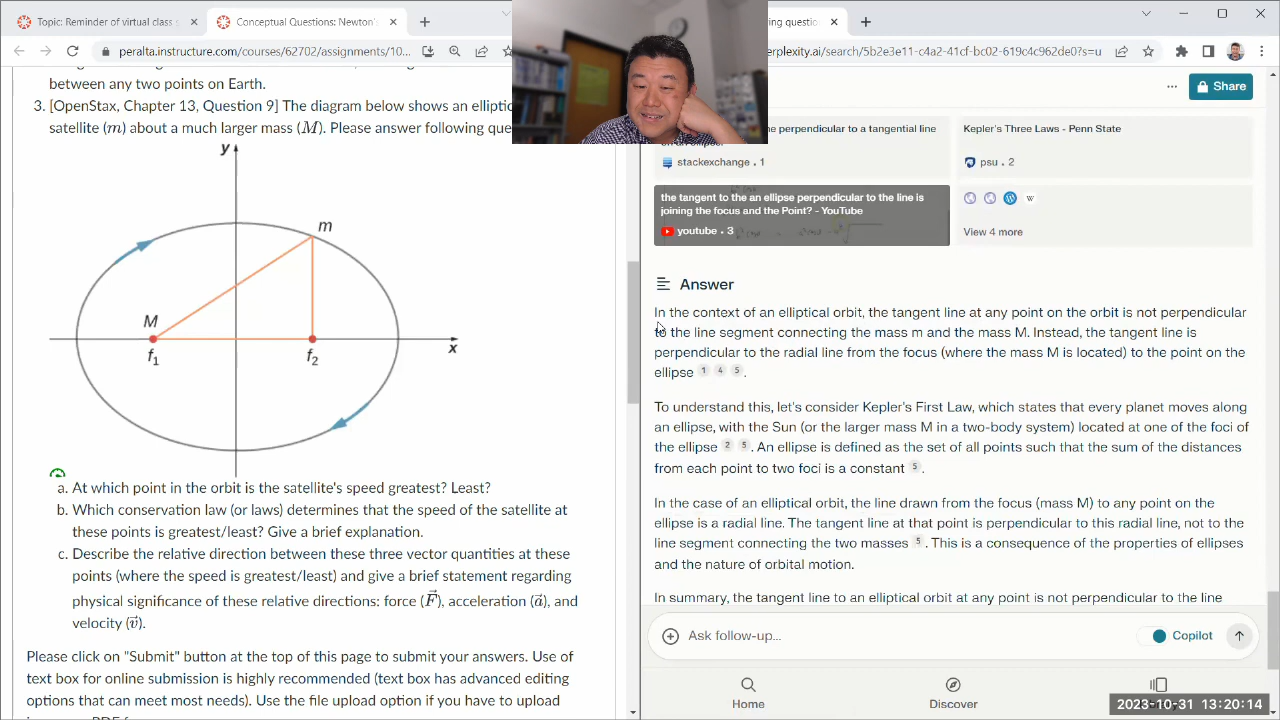 Topic: Reminder of virtual class s
Conceptual Questions: Newton's
ing question
peralta.instructure.com/courses/62702/assignments/10...
erplexity.ai/search/5b2e3e11-c4a2-41cf-bc02-619c4c962de0?s=u
between any two points on Earth.
3. [OpenStax, Chapter 13, Question 9] The diagram below shows an elliptic
satellite (m) about a much larger mass (M). Please answer following que
y
m
M
f1
f2
x
a. At which point in the orbit is the satellite's speed greatest? Least?
b. Which conservation law (or laws) determines that the speed of the satellite at
these points is greatest/least? Give a brief explanation.
c. Describe the relative direction between these three vector quantities at these
points (where the speed is greatest/least) and give a brief statement regarding
physical significance of these relative directions: force (F⃗), acceleration (a⃗), and
velocity (v⃗).
Please click on "Submit" button at the top of this page to submit your answers. Use of
text box for online submission is highly recommended (text box has advanced editing
options that can meet most needs). Use the file upload option if you have to upload
Share
e perpendicular to a tangential
on an ellipse.
stackexchange . 1
Kepler's Three Laws - Penn State
psu . 2
the tangent to the an ellipse perpendicular to the line is
joining the focus and the Point? - YouTube
youtube . 3
W
View 4 more
Answer
In the context of an elliptical orbit, the tangent line at any point on the orbit is not perpendicular
to the line segment connecting the mass m and the mass M. Instead, the tangent line is
perpendicular to the radial line from the focus (where the mass M is located) to the point on the
ellipse 1 4 5 .
To understand this, let's consider Kepler's First Law, which states that every planet moves along
an ellipse, with the Sun (or the larger mass M in a two-body system) located at one of the foci of
the ellipse 2 5 . An ellipse is defined as the set of all points such that the sum of the distances
from each point to two foci is a constant 5 .
In the case of an elliptical orbit, the line drawn from the focus (mass M) to any point on the
ellipse is a radial line. The tangent line at that point is perpendicular to this radial line, not to the
line segment connecting the two masses 5 . This is a consequence of the properties of ellipses
and the nature of orbital motion.
In summary, the tangent line to an elliptical orbit at any point is not perpendicular to the line
Ask follow-up...
Copilot
Home
Discover
2023-10-31 13:20:14